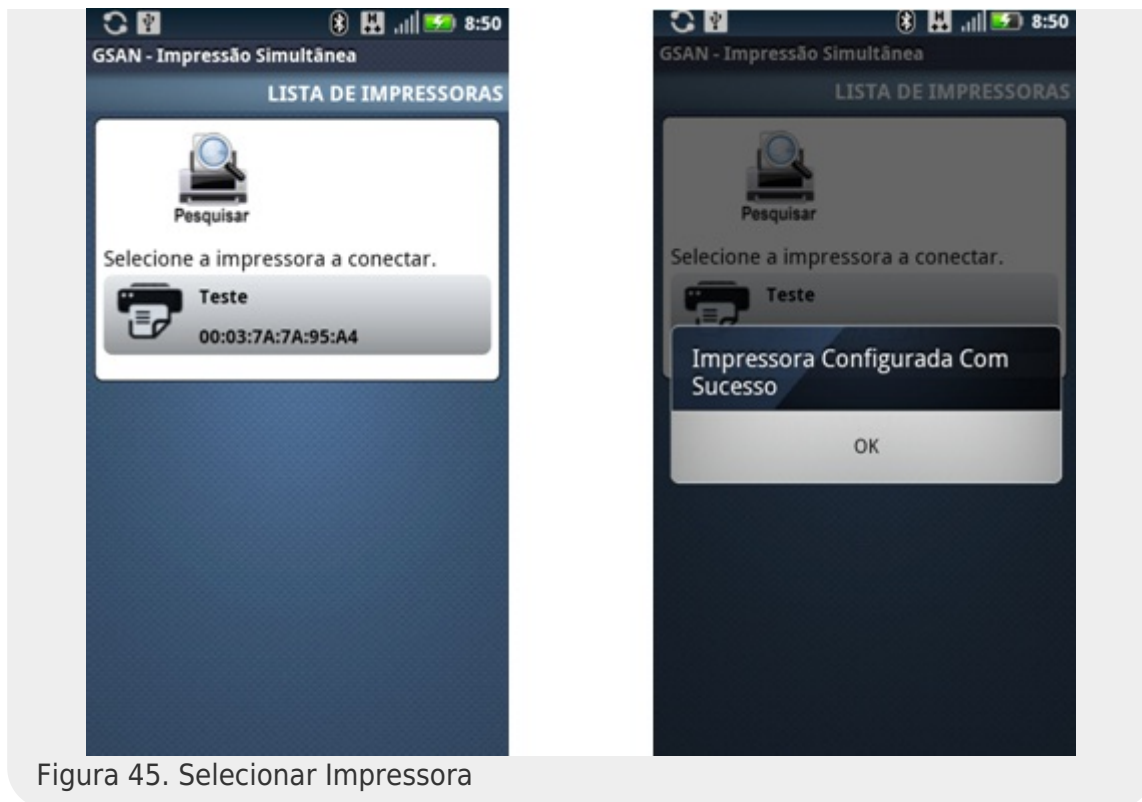 8:50
GSAN - Impressão Simultânea
LISTA DE IMPRESSORAS
Pesquisar
Selecione a impressora a conectar.
Teste
00:03:7A:7A:95:A4
8:50
GSAN - Impressão Simultânea
LISTA DE IMPRESSORAS
Pesquisar
Selecione a impressora a conectar.
Teste
Impressora Configurada Com
Sucesso
OK
Figura 45. Selecionar Impressora